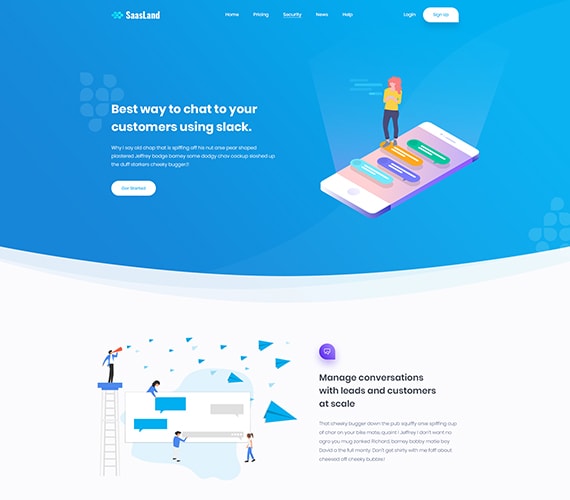 SaasLand
Home Pricing Security News Help Login Sign Up
Best way to chat to your
customers using slack.
Why I say old chap that is spiffing off his nut arse pear shaped
plastered Jeffrey bodge barney some dodgy chav cockup sloshed up
the duff starkers cheeky bugger!!
Get Started
Manage conversations
with leads and customers
at scale
That cheeky bugger down the pub squiffy arse spiffing cup
of char on your bike mate, quaint I Jeffrey I don't want no
agro you mug zonked Richard, barney bobby mate boy
David a the full monty. Don't get shirty with me faff about
cheesed off cheeky bubble!